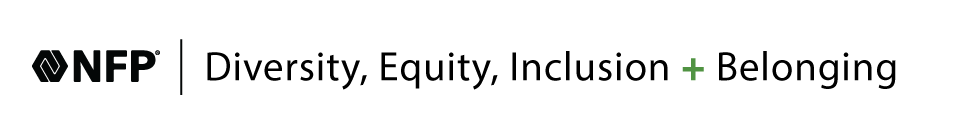 NFP® | Diversity, Equity, Inclusion + Belonging